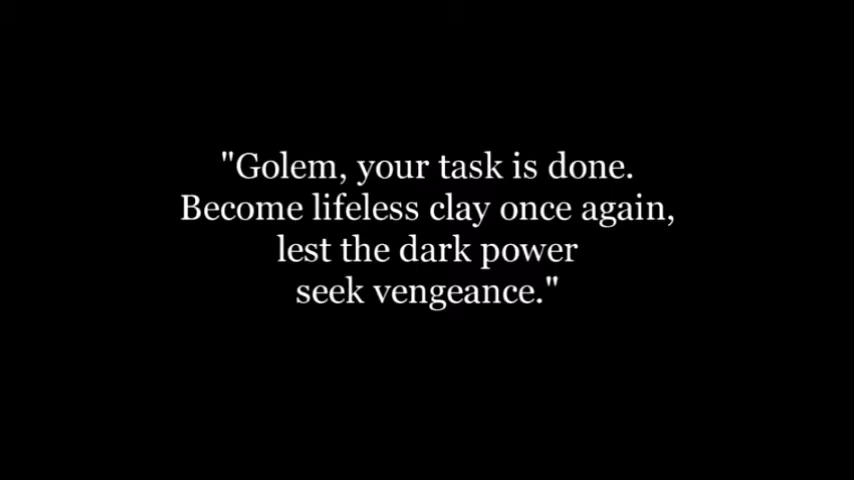 "Golem, your task is done.
Become lifeless clay once again,
lest the dark power
seek vengeance."